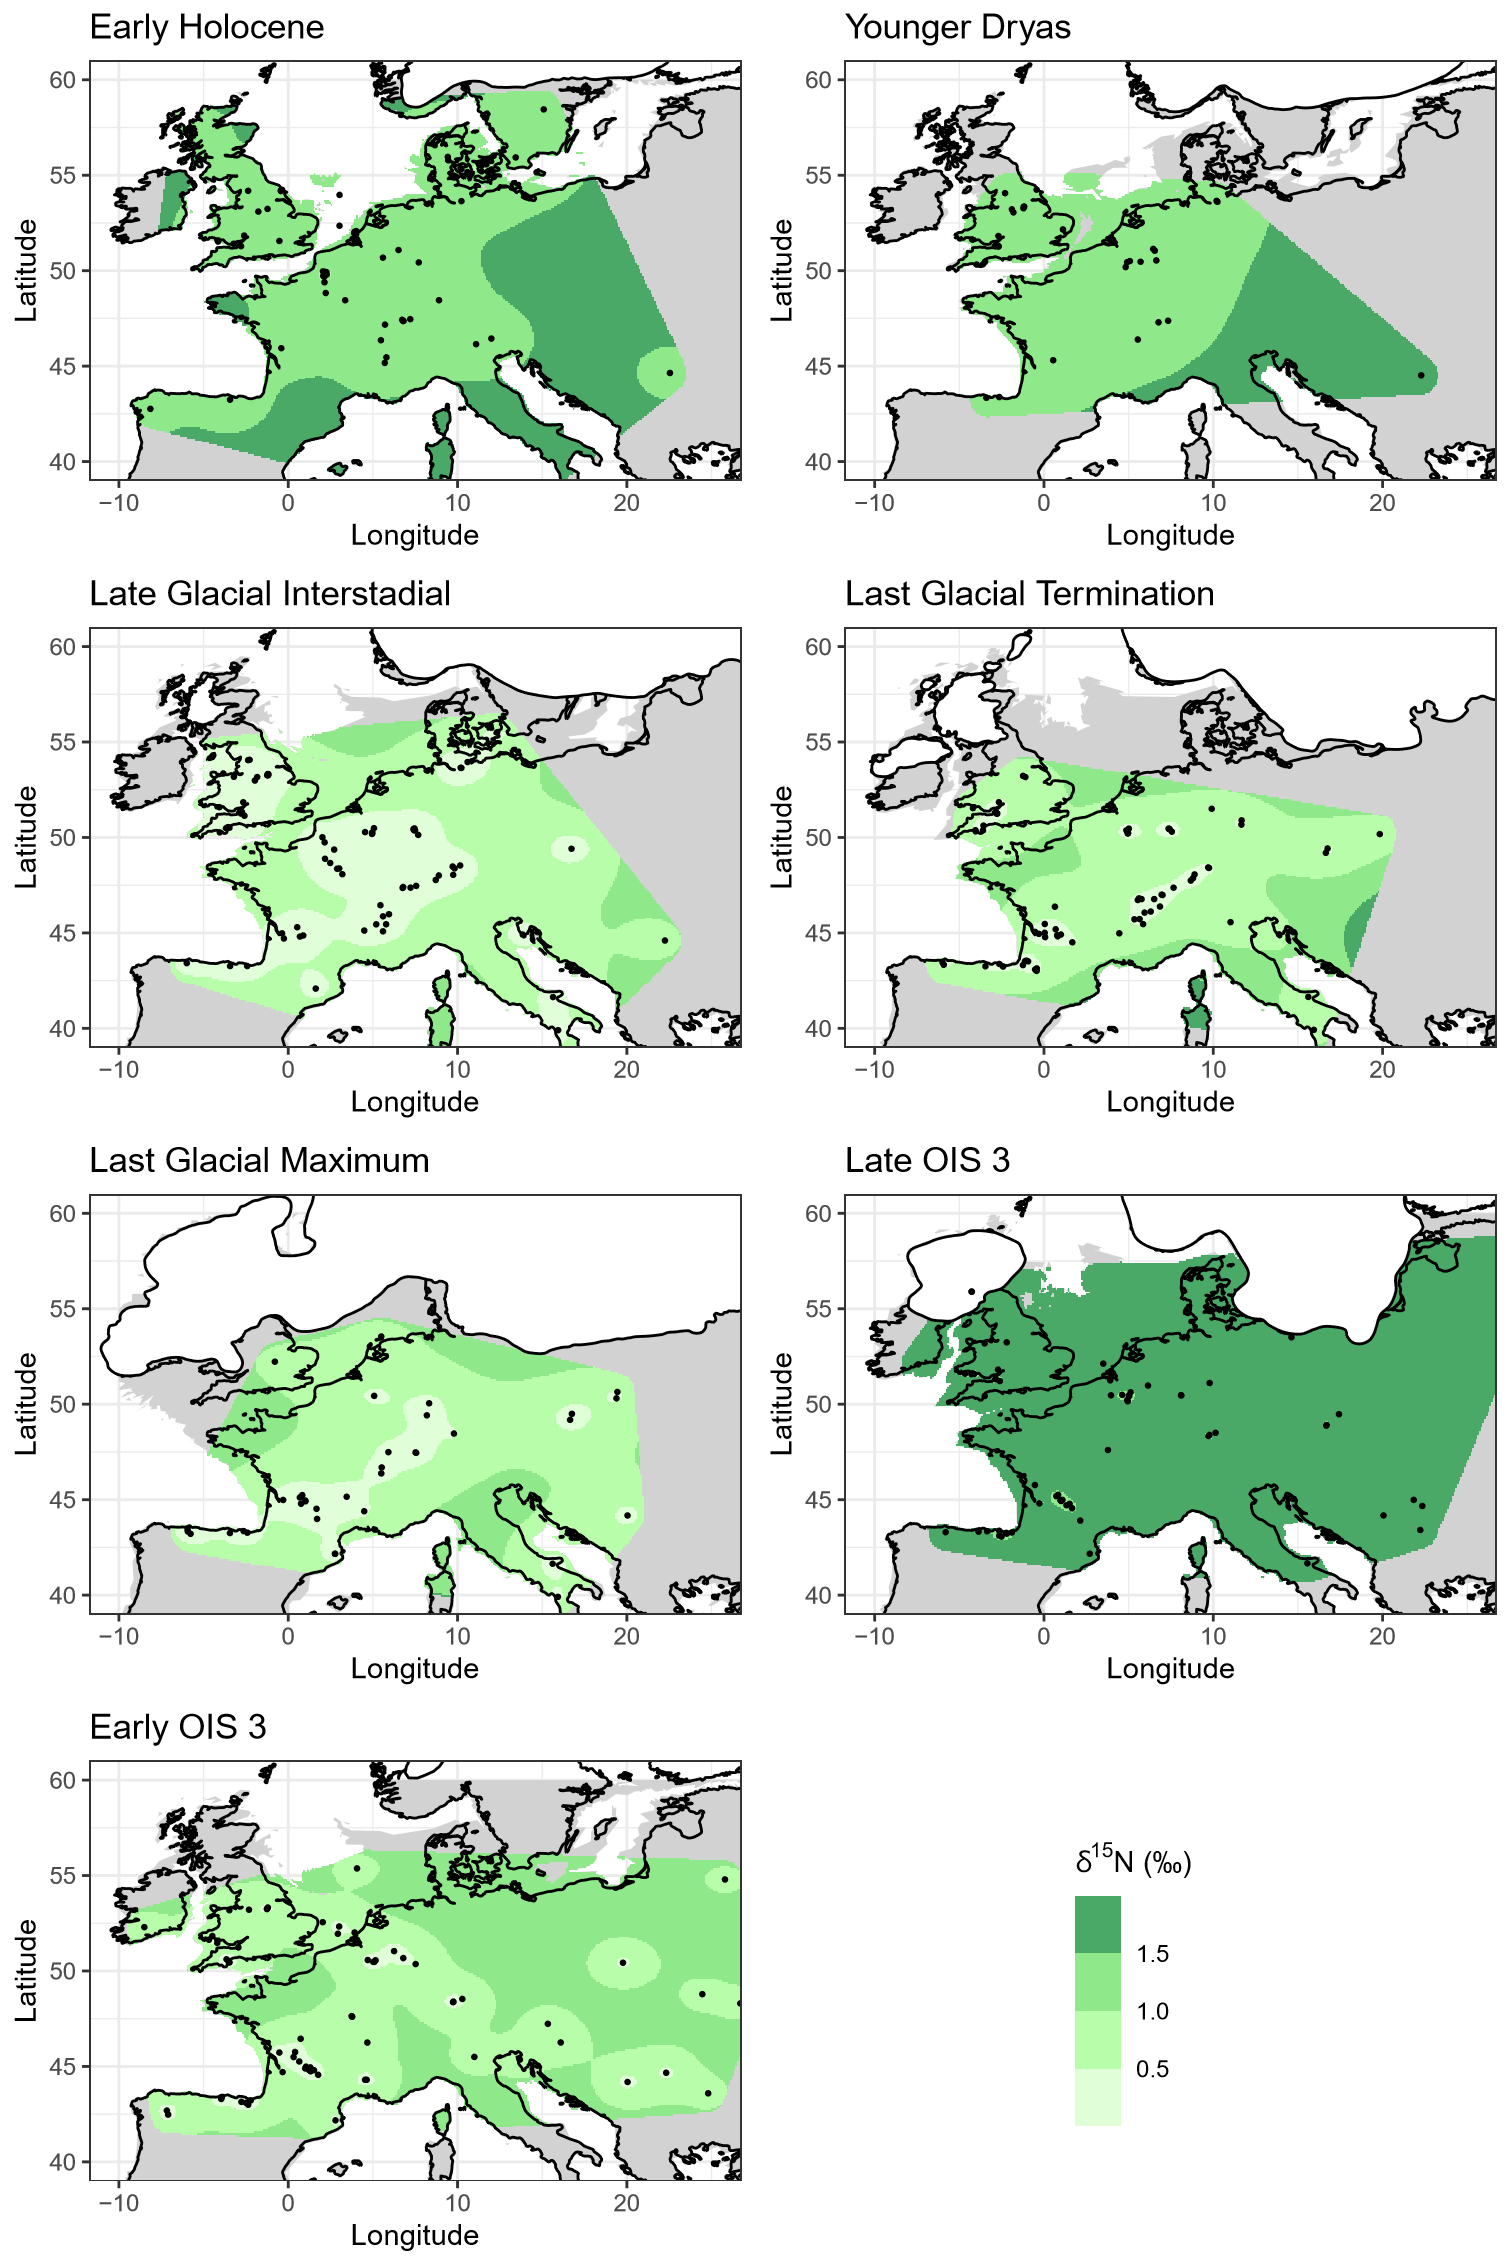 Early Holocene
Younger Dryas
60
55
50
45
40
Latitude
−10 0 10 20
Longitude
60
55
50
45
40
Latitude
−10 0 10 20
Longitude
Late Glacial Interstadial
Last Glacial Termination
60
55
50
45
40
Latitude
−10 0 10 20
Longitude
60
55
50
45
40
Latitude
−10 0 10 20
Longitude
Last Glacial Maximum
Late OIS 3
60
55
50
45
40
Latitude
−10 0 10 20
Longitude
60
55
50
45
40
Latitude
−10 0 10 20
Longitude
Early OIS 3
60
55
50
45
40
Latitude
−10 0 10 20
Longitude
δ¹⁵N (‰)
1.5
1.0
0.5